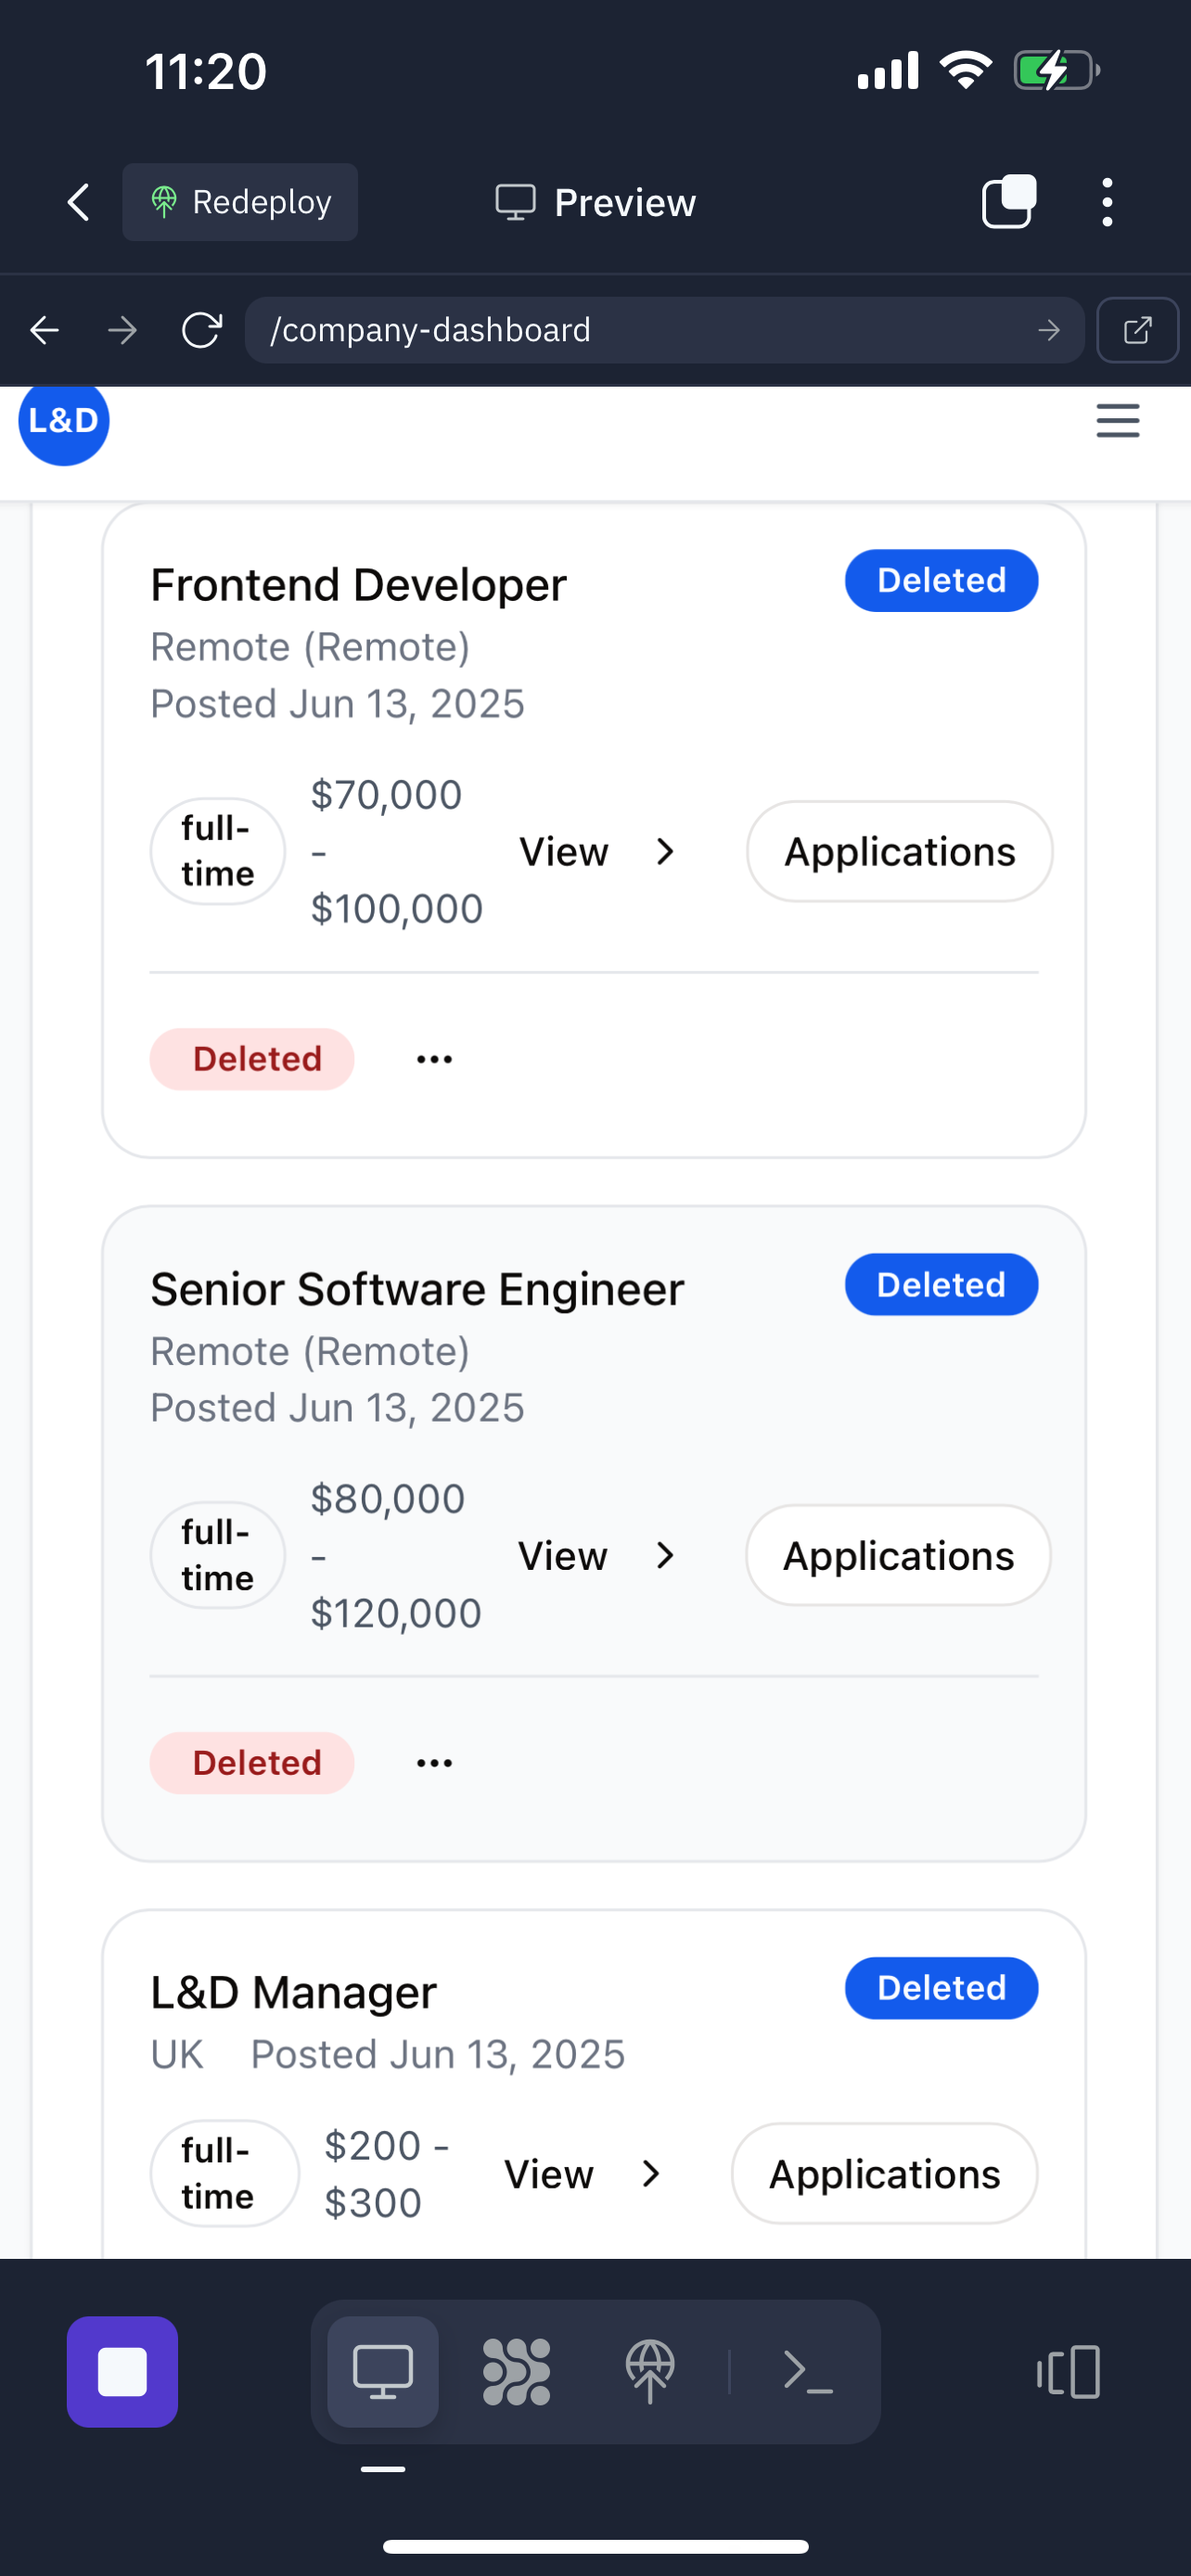 11:20
Redeploy
Preview
/company-dashboard
L&D
Frontend Developer
Deleted
Remote (Remote)
Posted Jun 13, 2025
full-
time
$70,000
-
$100,000
View
Applications
Deleted
Senior Software Engineer
Deleted
Remote (Remote)
Posted Jun 13, 2025
full-
time
$80,000
-
$120,000
View
Applications
Deleted
L&D Manager
Deleted
UK Posted Jun 13, 2025
full-
time
$200 -
$300
View
Applications